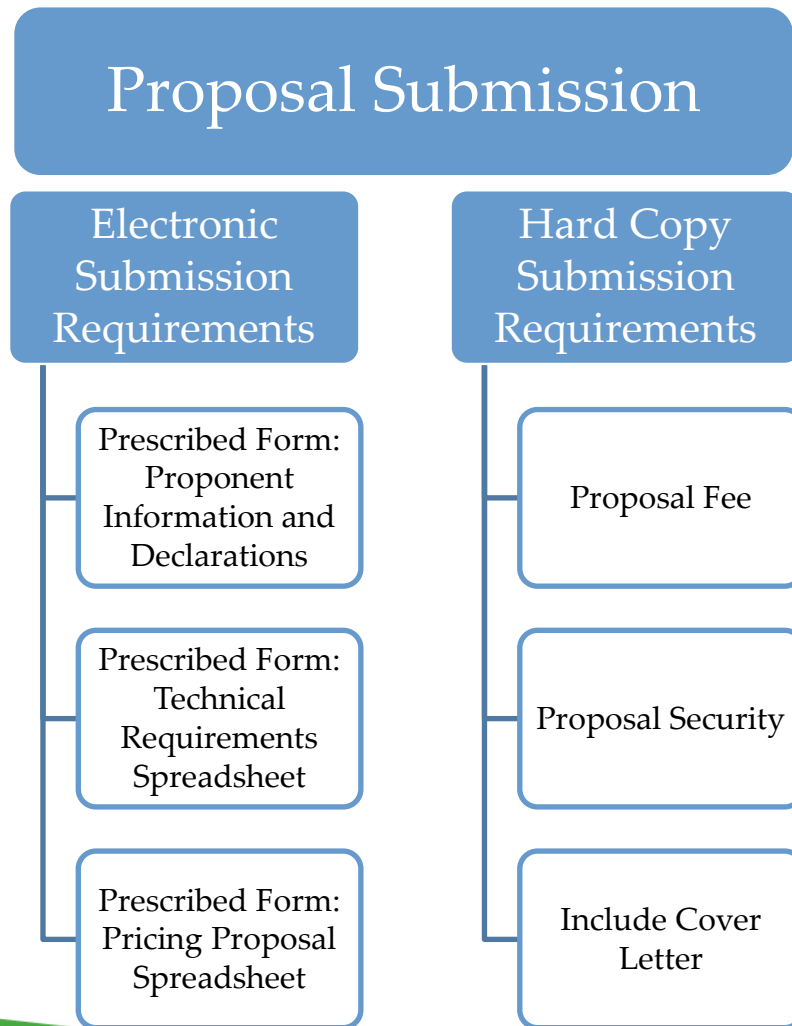 Proposal Submission
Electronic
Submission
Requirements
Prescribed Form:
Proponent
Information and
Declarations
Prescribed Form:
Technical
Requirements
Spreadsheet
Prescribed Form:
Pricing Proposal
Spreadsheet
Hard Copy
Submission
Requirements
Proposal Fee
Proposal Security
Include Cover
Letter